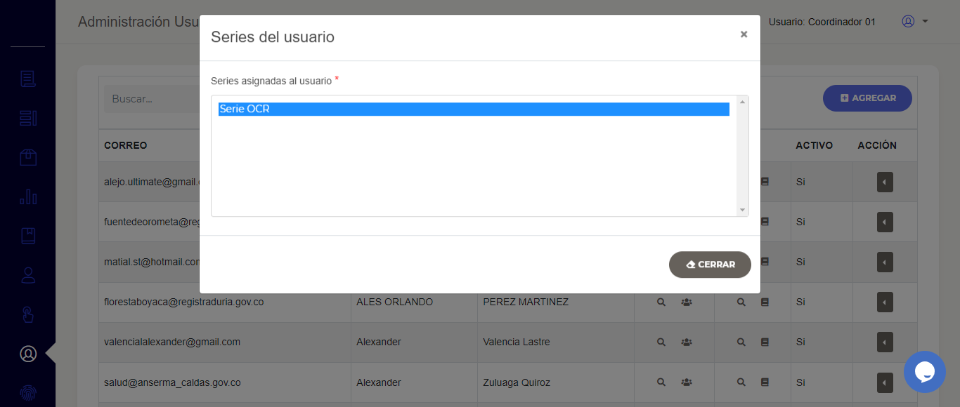 Administración Usu
Usuario: Coordinador 01
Series del usuario
×
Series asignadas al usuario *
Serie OCR
CERRAR
Buscar...
AGREGAR
CORREO ACTIVO ACCIÓN
alejo.ultimate@gmail. Si
fuentedeorometa@reg Si
matial.st@hotmail.com Si
florestaboyaca@registraduria.gov.co ALES ORLANDO PEREZ MARTINEZ Si
valencialalexander@gmail.com Alexander Valencia Lastre Si
salud@anserma_caldas.gov.co Alexander Zuluaga Quiroz Si